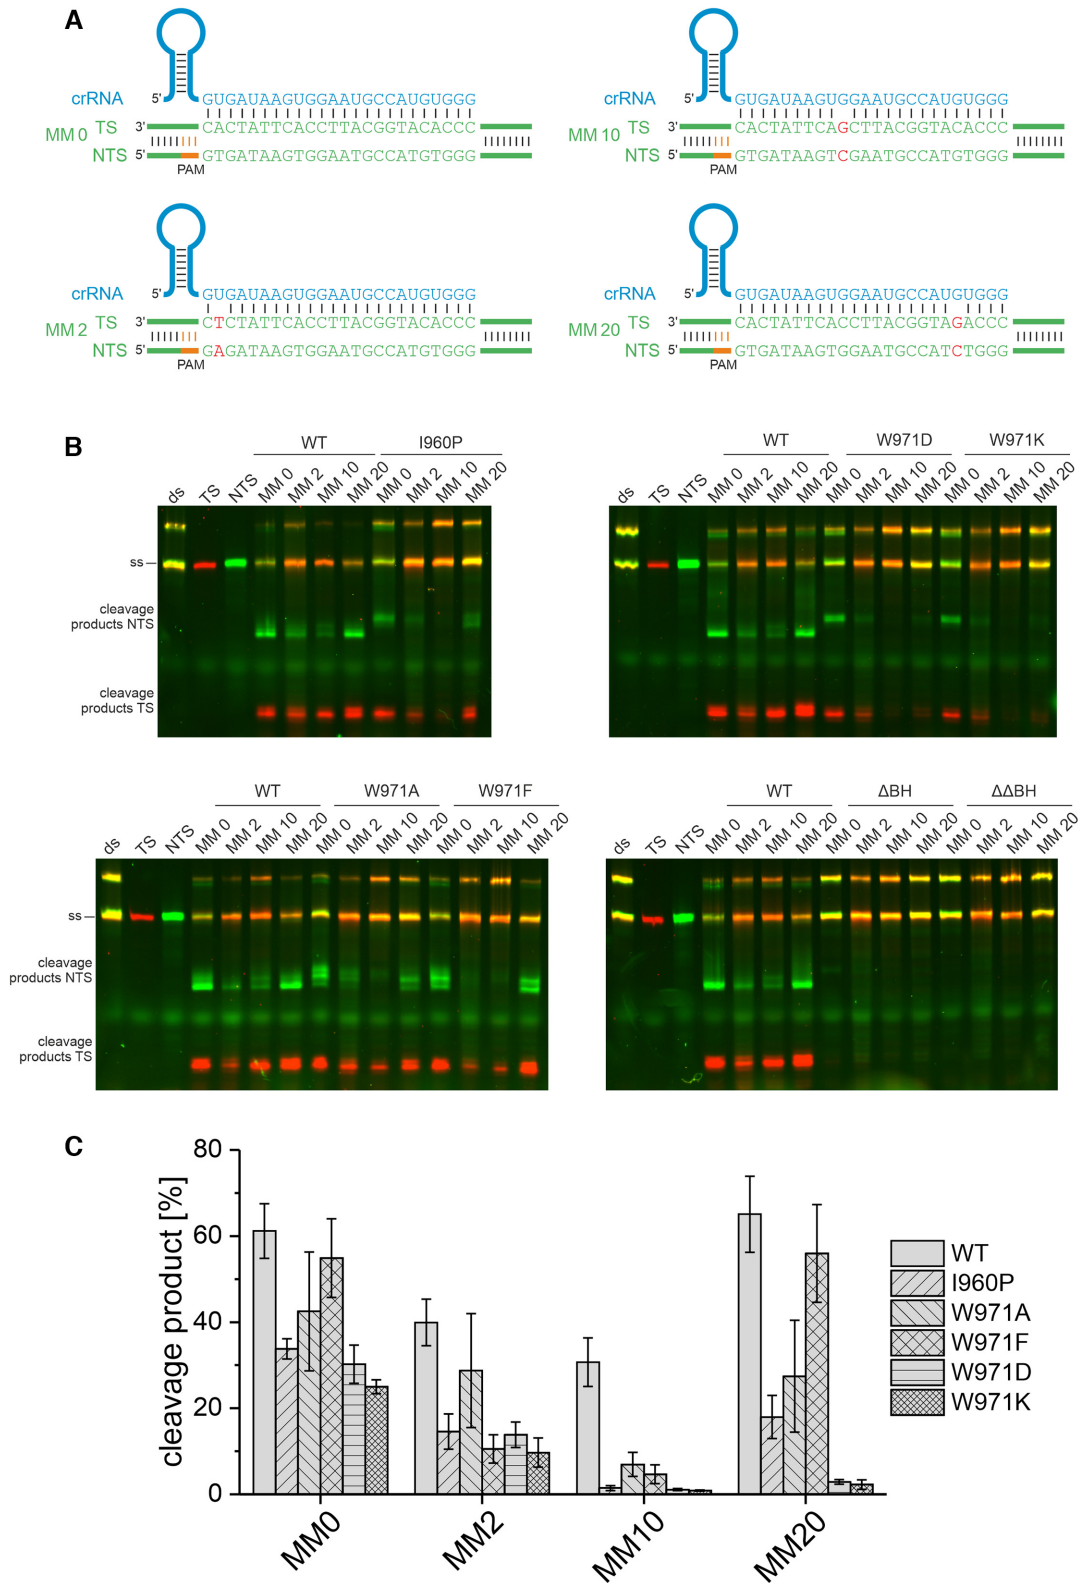 A
crRNA 5' GUGAUAAGUGGAAUGCCAUGUGGG
MM 0 TS 3' CACTATTCACCTTACGGTACACCC
NTS 5' GTGATAAGTGGAATGCCATGTGGG
PAM
crRNA 5' GUGAUAAGUGGAAUGCCAUGUGGG
MM 10 TS 3' CACTATTCAGCTTACGGTACACCC
NTS 5' GTGATAAGTCGAATGCCATGTGGG
PAM
crRNA 5' GUGAUAAGUGGAAUGCCAUGUGGG
MM 2 TS 3' CTCTATTCACCTTACGGTACACCC
NTS 5' GAGATAAGTGGAATGCCATGTGGG
PAM
crRNA 5' GUGAUAAGUGGAAUGCCAUGUGGG
MM 20 TS 3' CACTATTCACCTTACGGTAGACCC
NTS 5' GTGATAAGTGGAATGCCATCTGGG
PAM
B
WT I960P
ds TS NTS MM 0 MM 2 MM 10 MM 20 MM 0 MM 2 MM 10 MM 20
ss
cleavage
products NTS
cleavage
products TS
WT W971D W971K
ds TS NTS MM 0 MM 2 MM 10 MM 20 MM 0 MM 2 MM 10 MM 20 MM 0 MM 2 MM 10 MM 20
WT W971A W971F
ds TS NTS MM 0 MM 2 MM 10 MM 20 MM 0 MM 2 MM 10 MM 20 MM 0 MM 2 MM 10 MM 20
ss
cleavage
products NTS
cleavage
products TS
WT ΔBH ΔΔBH
ds TS NTS MM 0 MM 2 MM 10 MM 20 MM 0 MM 2 MM 10 MM 20 MM 0 MM 2 MM 10 MM 20
C
cleavage product [%]
80
60
40
20
0
MM0 MM2 MM10 MM20
WT
I960P
W971A
W971F
W971D
W971K